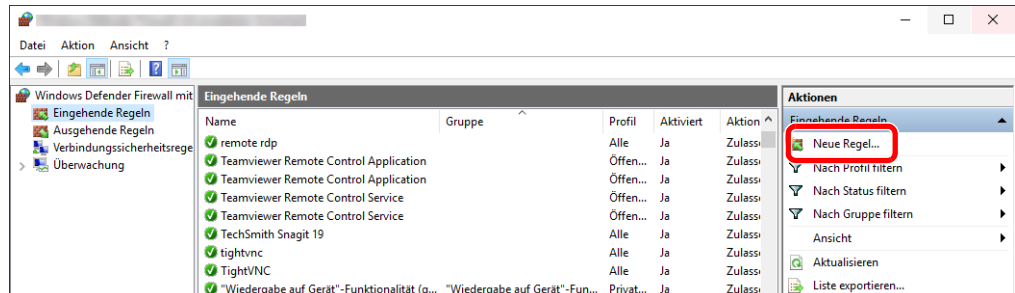 Datei Aktion Ansicht ?
Windows Defender Firewall mit
Eingehende Regeln
Ausgehende Regeln
Verbindungssicherheitsrege
Überwachung
Eingehende Regeln
Name Gruppe Profil Aktiviert Aktion
remote rdp Alle Ja Zulass
Teamviewer Remote Control Application Öffen... Ja Zulass
Teamviewer Remote Control Application Öffen... Ja Zulass
Teamviewer Remote Control Service Öffen... Ja Zulass
Teamviewer Remote Control Service Öffen... Ja Zulass
TechSmith Snagit 19 Alle Ja Zulass
tightvnc Alle Ja Zulass
TightVNC Alle Ja Zulass
"Wiedergabe auf Gerät"-Funktionalität (q... "Wiedergabe auf Gerät"-Fun... Privat... Ja Zulass
Aktionen
Eingehende Regeln
Neue Regel...
Nach Profil filtern
Nach Status filtern
Nach Gruppe filtern
Ansicht
Aktualisieren
Liste exportieren...